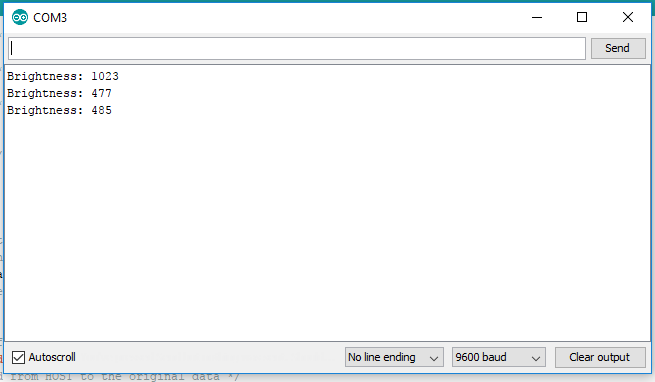 COM3
Send
Brightness: 1023
Brightness: 477
Brightness: 485
Autoscroll
No line ending
9600 baud
Clear output
from HOST to the original data */